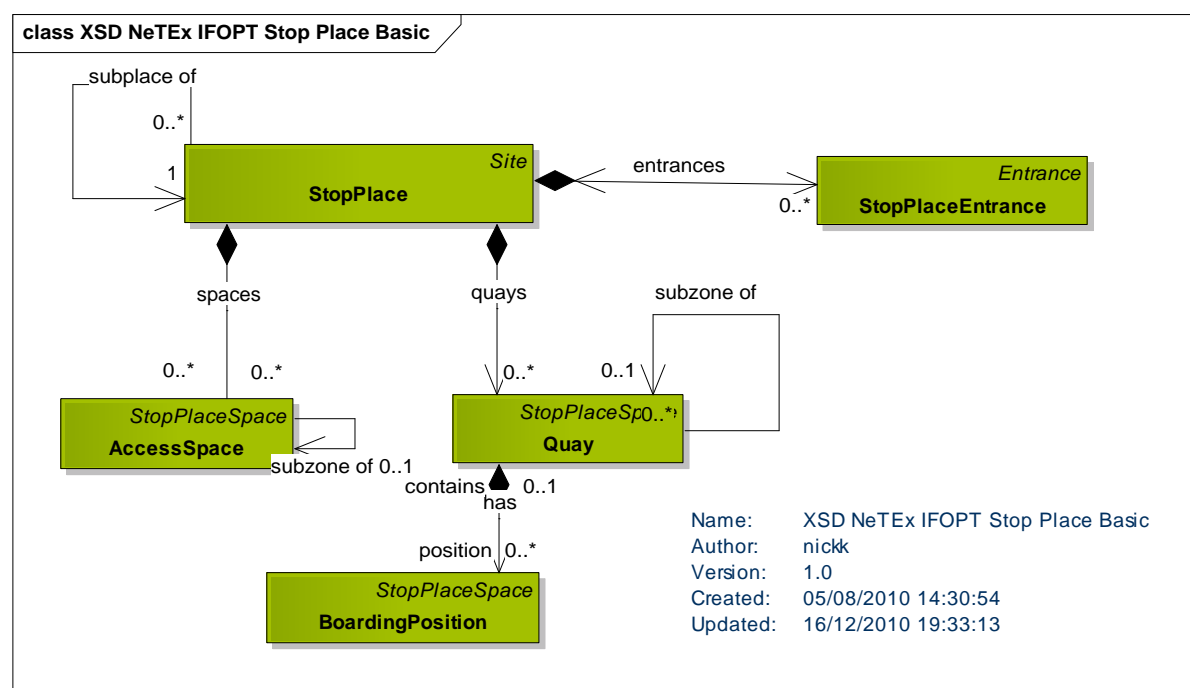 class XSD NeTEx IFOPT Stop Place Basic
subplace of
0..*
1
Site
StopPlace
entrances
0..*
Entrance
StopPlaceEntrance
spaces
quays
subzone of
0..*
0..*
0..*
0..1
StopPlaceSpace
AccessSpace
subzone of 0..1
0..*
Quay
contains
0..1
has
position
0..*
StopPlaceSpace
BoardingPosition
Name: XSD NeTEx IFOPT Stop Place Basic
Author: nickk
Version: 1.0
Created: 05/08/2010 14:30:54
Updated: 16/12/2010 19:33:13